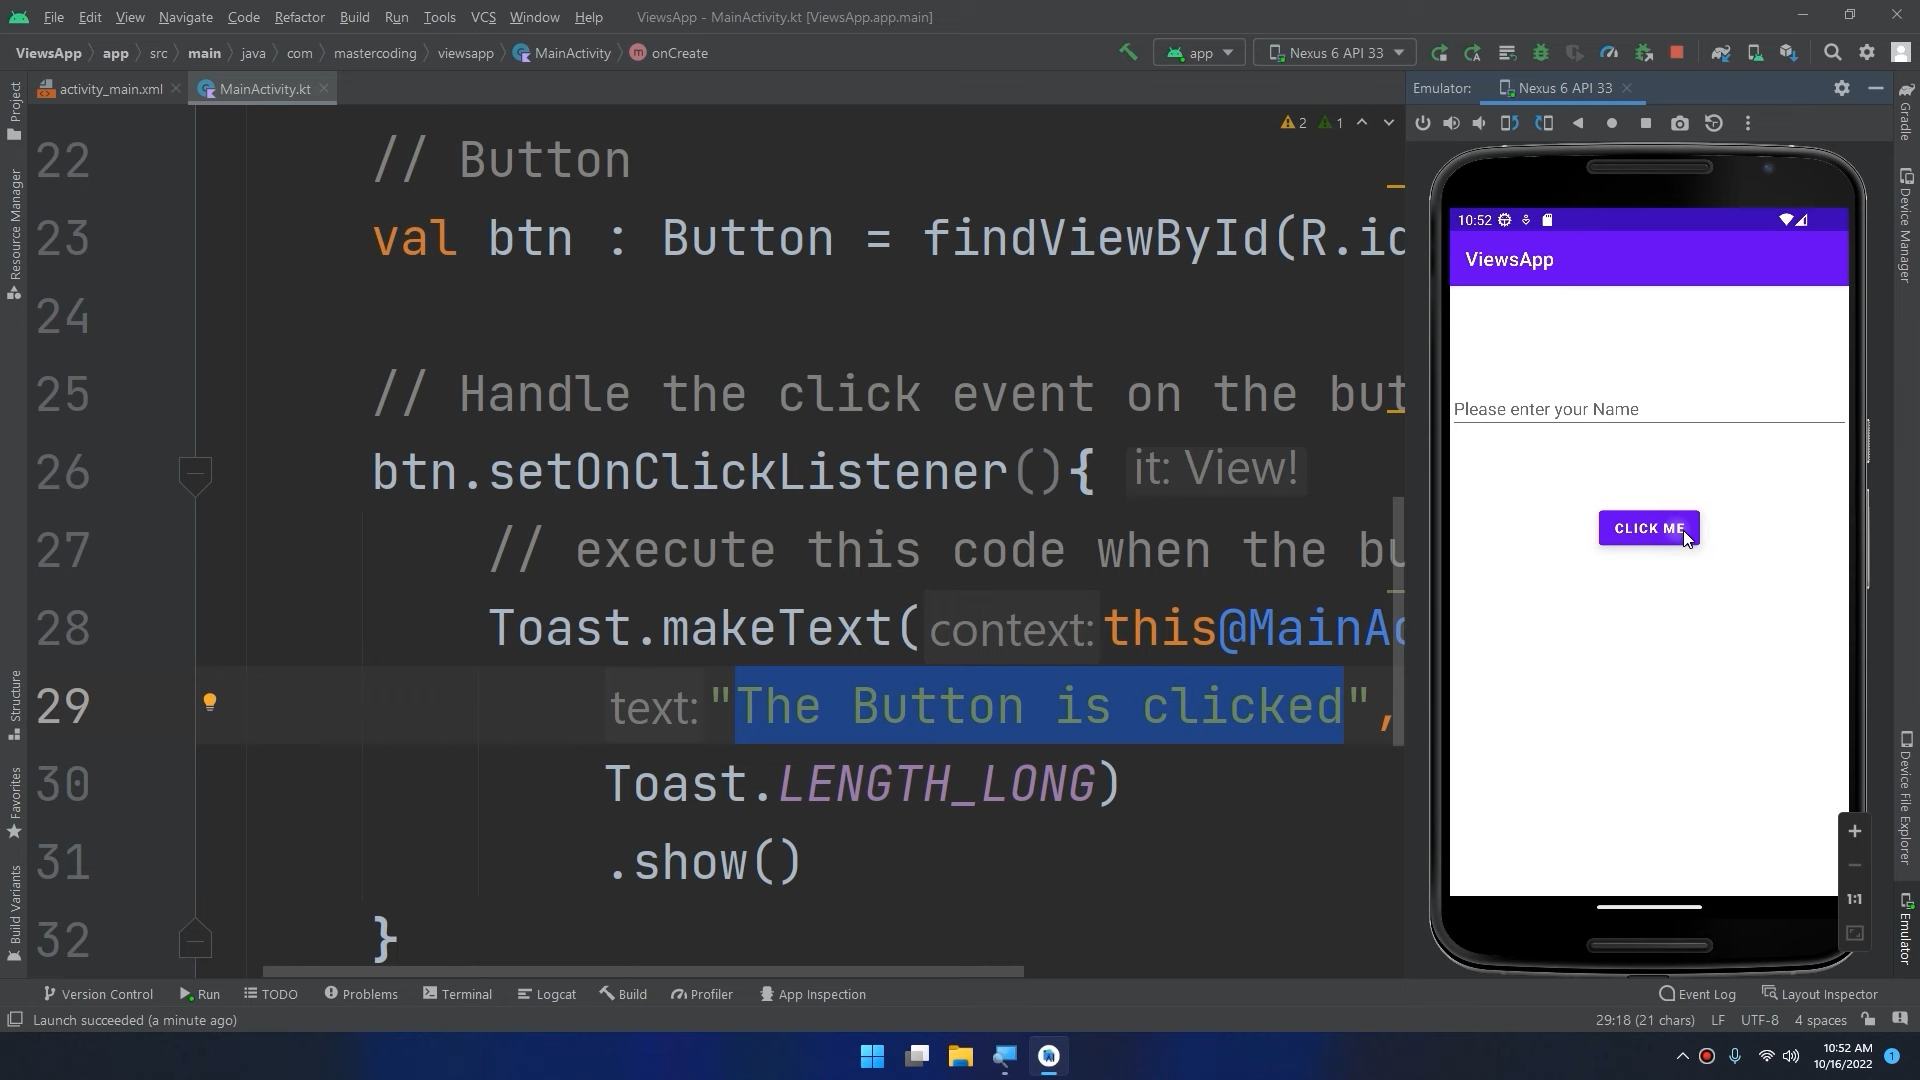 File Edit View Navigate Code Refactor Build Run Tools VCS Window Help ViewsApp - MainActivity.kt [ViewsApp.app.main]
ViewsApp app src main java com mastercoding viewsapp MainActivity onCreate app Nexus 6 API 33
activity_main.xml MainActivity.kt
Emulator: Nexus 6 API 33
2 1
Project
Resource Manager
Structure
Favorites
Build Variants
22 // Button
23 val btn : Button = findViewById(R.id
24
25 // Handle the click event on the but
26 btn.setOnClickListener(){ it: View!
27 // execute this code when the bu
28 Toast.makeText( context: this@MainAc
29 text: "The Button is clicked",
30 Toast.LENGTH_LONG)
31 .show()
32 }
10:52
ViewsApp
Please enter your Name
CLICK ME
1:1
Gradle
Device Manager
Device File Explorer
Emulator
Version Control Run TODO Problems Terminal Logcat Build Profiler App Inspection Event Log Layout Inspector
Launch succeeded (a minute ago) 29:18 (21 chars) LF UTF-8 4 spaces
10:52 AM
10/16/2022
1